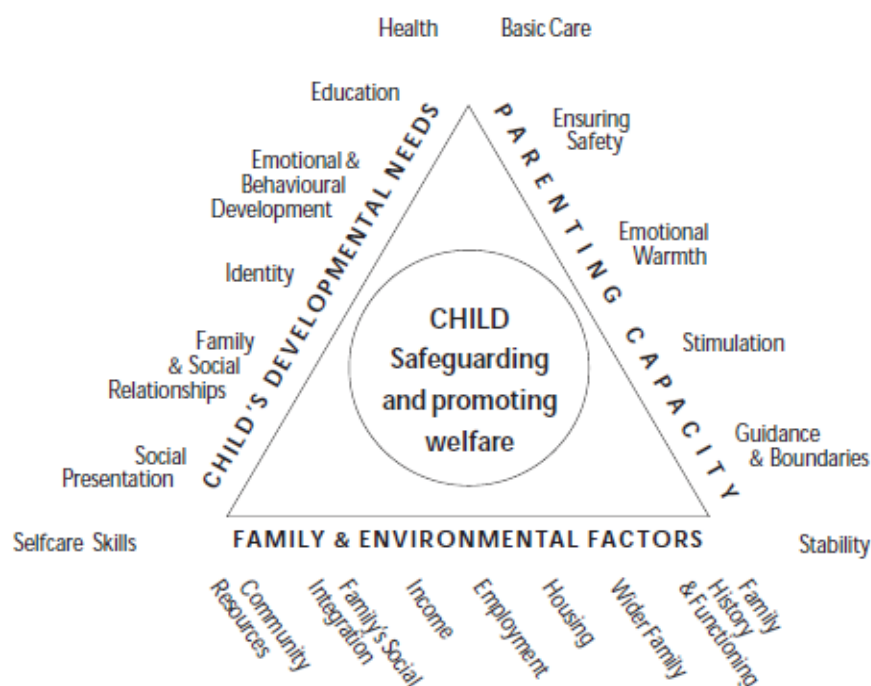 Health
Basic Care
Education
Ensuring
Safety
Emotional &
Behavioural
Development
Emotional
Warmth
Identity
Family
& Social
Relationships
Stimulation
Social
Presentation
Guidance
& Boundaries
Selfcare Skills
Stability
CHILD'S DEVELOPMENTAL NEEDS
PARENTING CAPACITY
CHILD
Safeguarding
and promoting
welfare
FAMILY & ENVIRONMENTAL FACTORS
Community
Resources
Family's Social
Integration
Income
Employment
Housing
Wider Family
Family
History
& Functioning